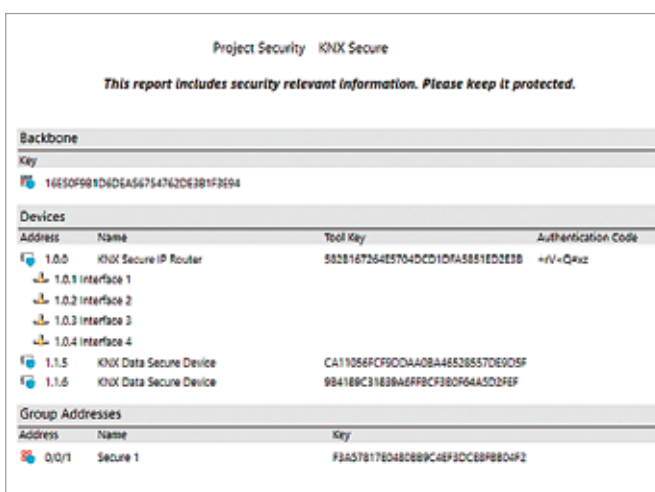 Project Security KNX Secure
This report includes security relevant information. Please keep it protected.
Backbone
Key
Devices
Address Name Tool Key Authentication Code
1.0.0 KNX Secure IP Router
1.0.1 Interface 1
1.0.2 Interface 2
1.0.3 Interface 3
1.0.4 Interface 4
1.1.5 KNX Data Secure Device
1.1.6 KNX Data Secure Device
Group Addresses
Address Name Key
0/0/1 Secure 1